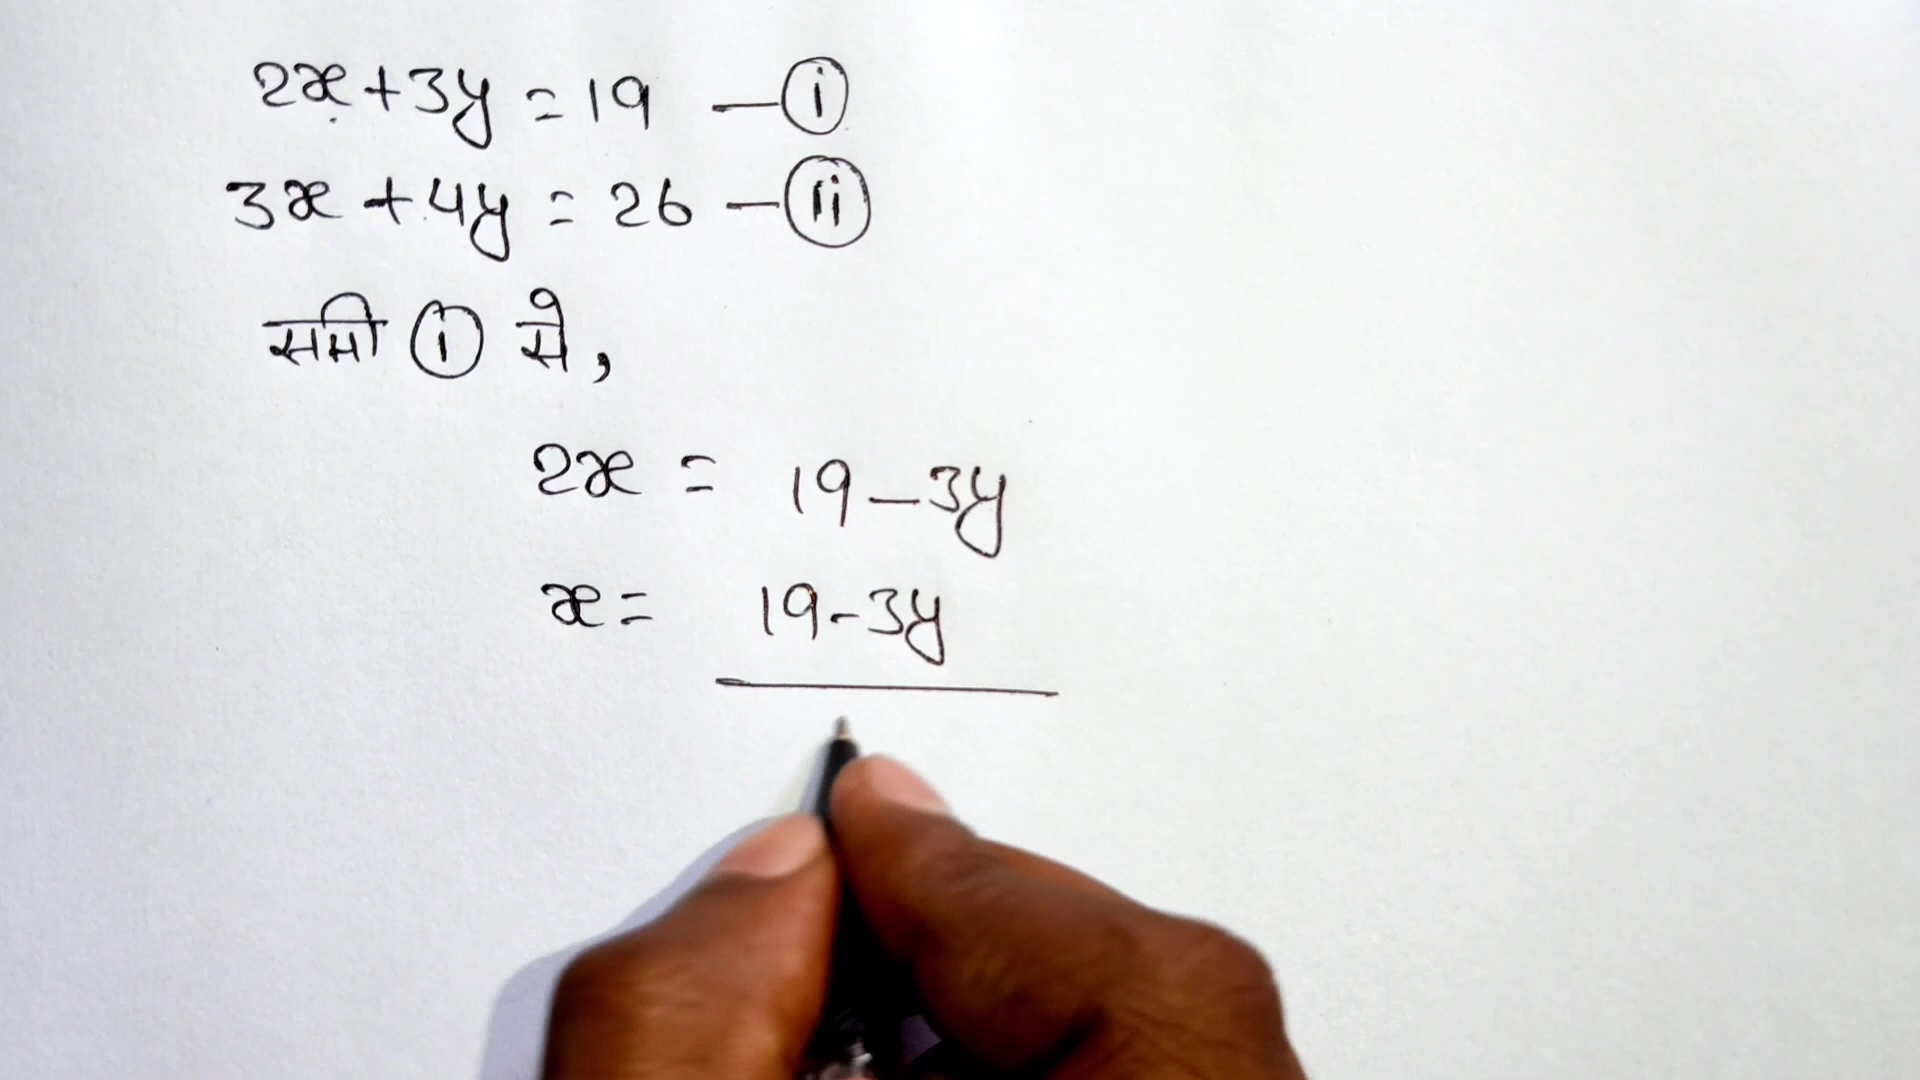 2x+3y=19 —(i)
3x+4y=26 —(ii)
समी (i) से,
2x = 19-3y
x= 19-3y